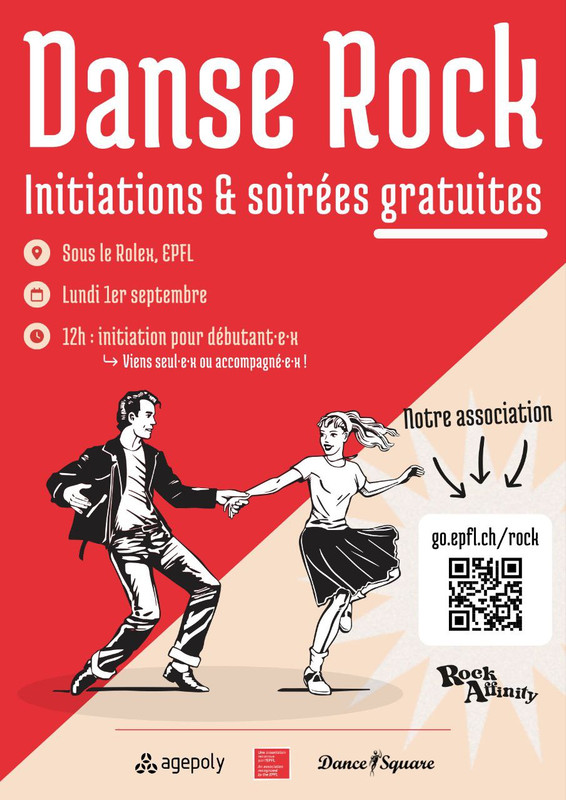 Danse Rock
Initiations & soirées gratuites
Sous le Rolex, EPFL
Lundi 1er septembre
12h : initiation pour débutant·e·x
Viens seul·e·x ou accompagné·e·x !
Notre association
go.epfl.ch/rock
Rock
Affinity
agepoly
Dance Square